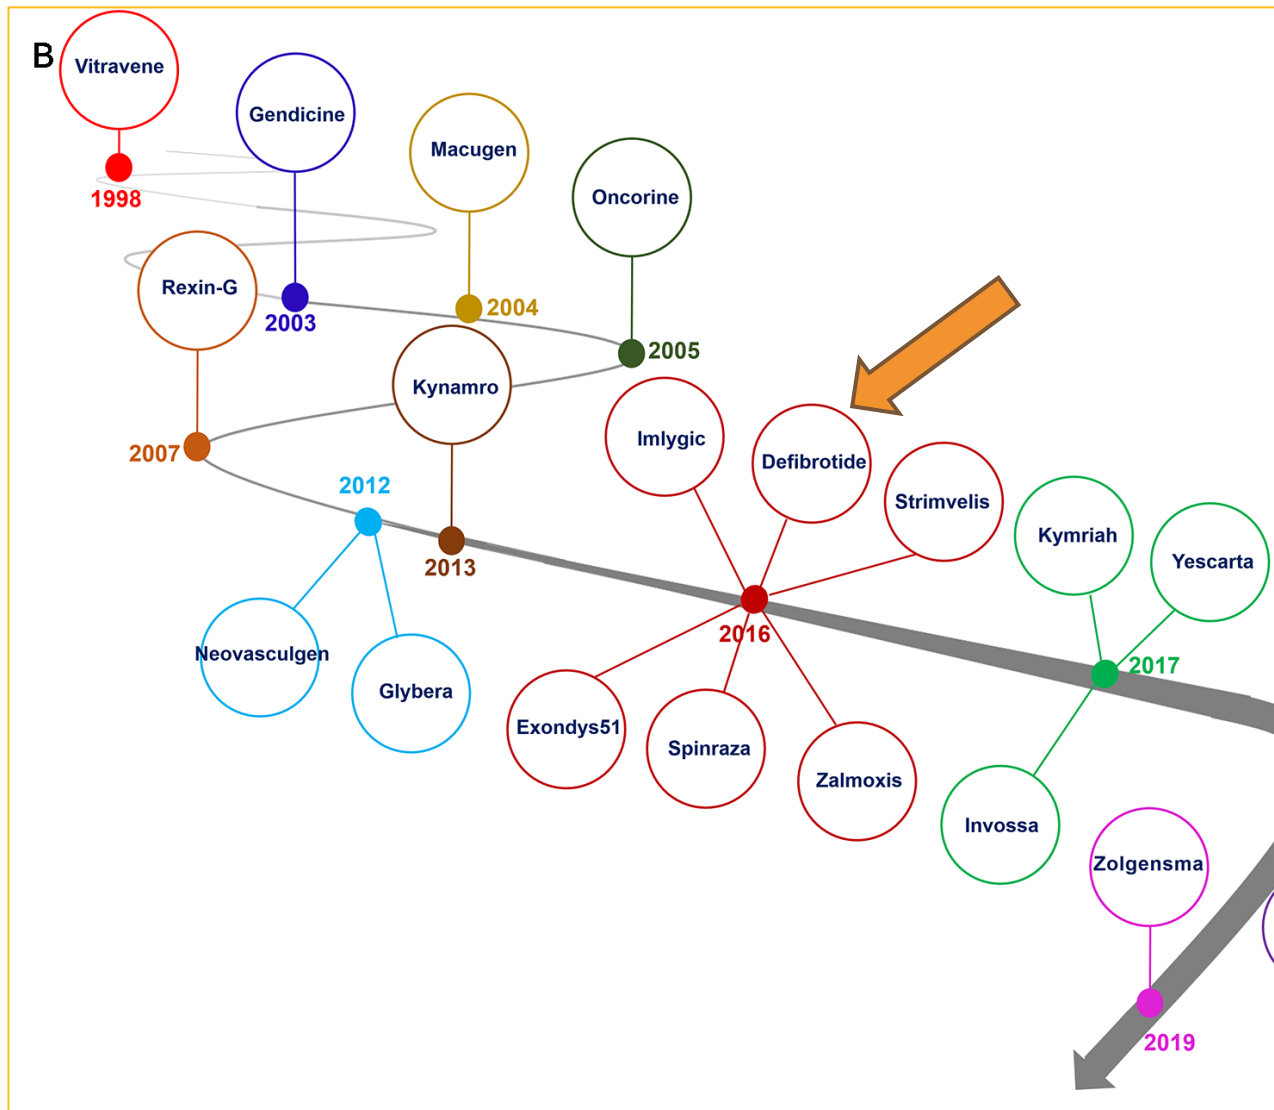 B
Vitravene
1998
Gendicine
2003
Macugen
2004
Oncorine
2005
Rexin-G
2007
Kynamro
2013
2012
Neovasculgen
Glybera
Imlygic
Defibrotide
Strimvelis
2016
Exondys51
Spinraza
Zalmoxis
Kymriah
Yescarta
2017
Invossa
Zolgensma
2019